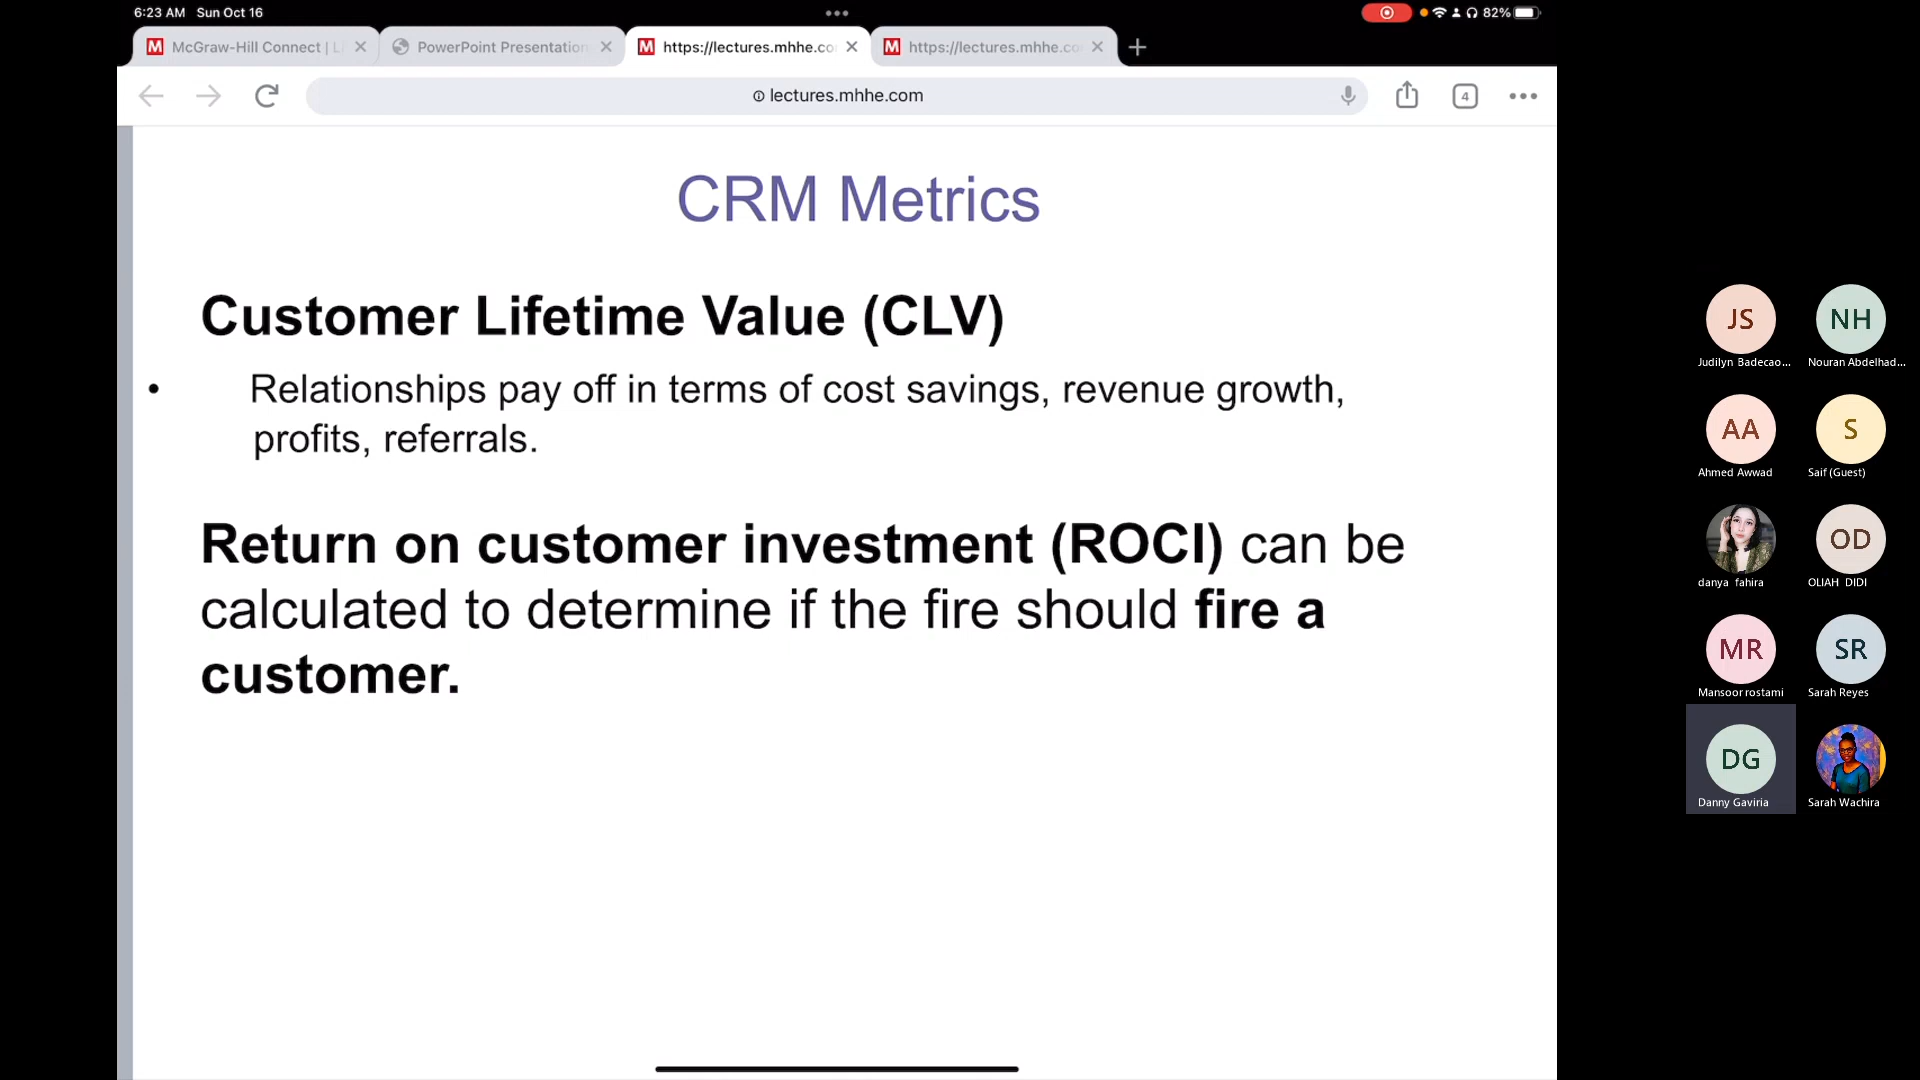 6:23 AM Sun Oct 16
82%
McGraw-Hill Connect | L
PowerPoint Presentation
https://lectures.mhhe.co
https://lectures.mhhe.co
lectures.mhhe.com
4
CRM Metrics
Customer Lifetime Value (CLV)
• Relationships pay off in terms of cost savings, revenue growth,
profits, referrals.
Return on customer investment (ROCI) can be
calculated to determine if the fire should fire a
customer.
JS NH
Judilyn Badecao... Nouran Abdelhad...
AA S
Ahmed Awwad Saif (Guest)
OD
danya fahira OLIAH DIDI
MR SR
Mansoor rostami Sarah Reyes
DG
Danny Gaviria Sarah Wachira